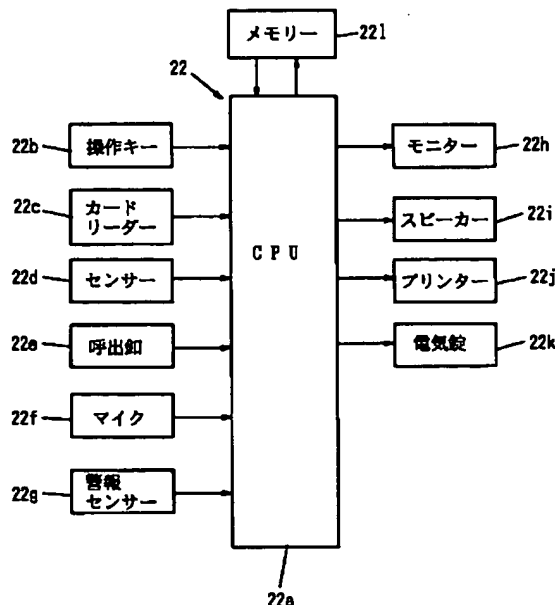 メモリー
22l
22
22b
操作キー
モニター
22h
22c
カード
リーダー
スピーカー
22i
CPU
22d
センサー
プリンター
22j
22e
呼出釦
電気錠
22k
22f
マイク
22g
警報
センサー
22a